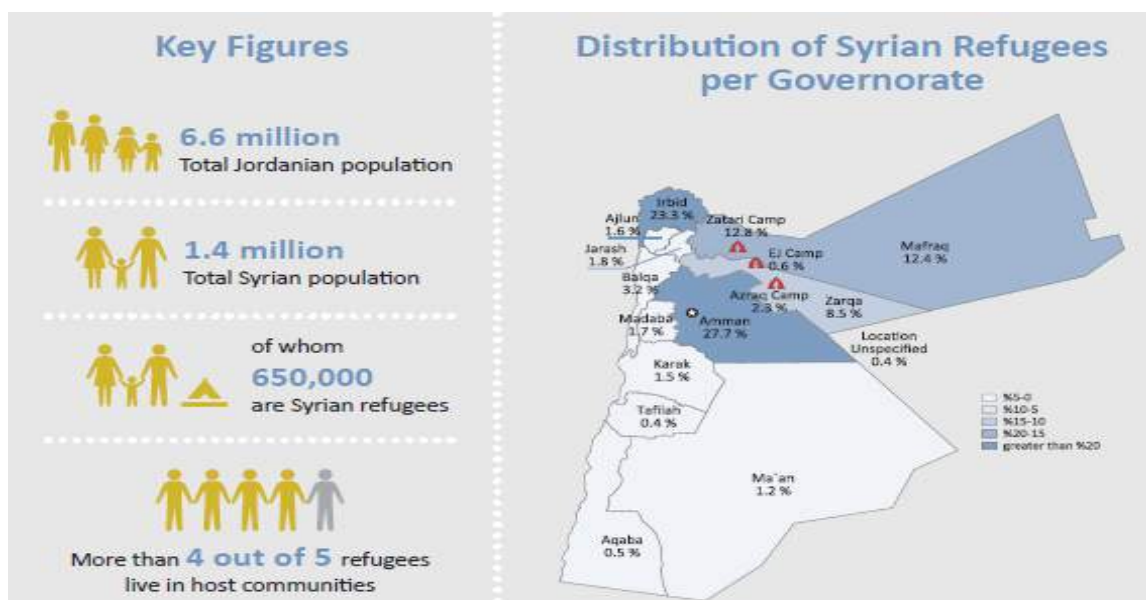 Key Figures
6.6 million
Total Jordanian population
1.4 million
Total Syrian population
of whom
650,000
are Syrian refugees
More than 4 out of 5 refugees
live in host communities
Distribution of Syrian Refugees
per Governorate
Irbid
23.3 %
Ajlun
1.6 %
Jarash
1.8 %
Balqa
3.2 %
Zatari Camp
12.8 %
EJ Camp
0.6 %
Mafraq
12.4 %
Azraq Camp
2.3 %
Zarqa
8.5 %
Madaba
1.7 %
Amman
27.7 %
Location
Unspecified
0.4 %
Karak
1.5 %
Tafilah
0.4 %
Ma`an
1.2 %
Aqaba
0.5 %
%5-0
%10-5
%15-10
%20-15
greater than %20